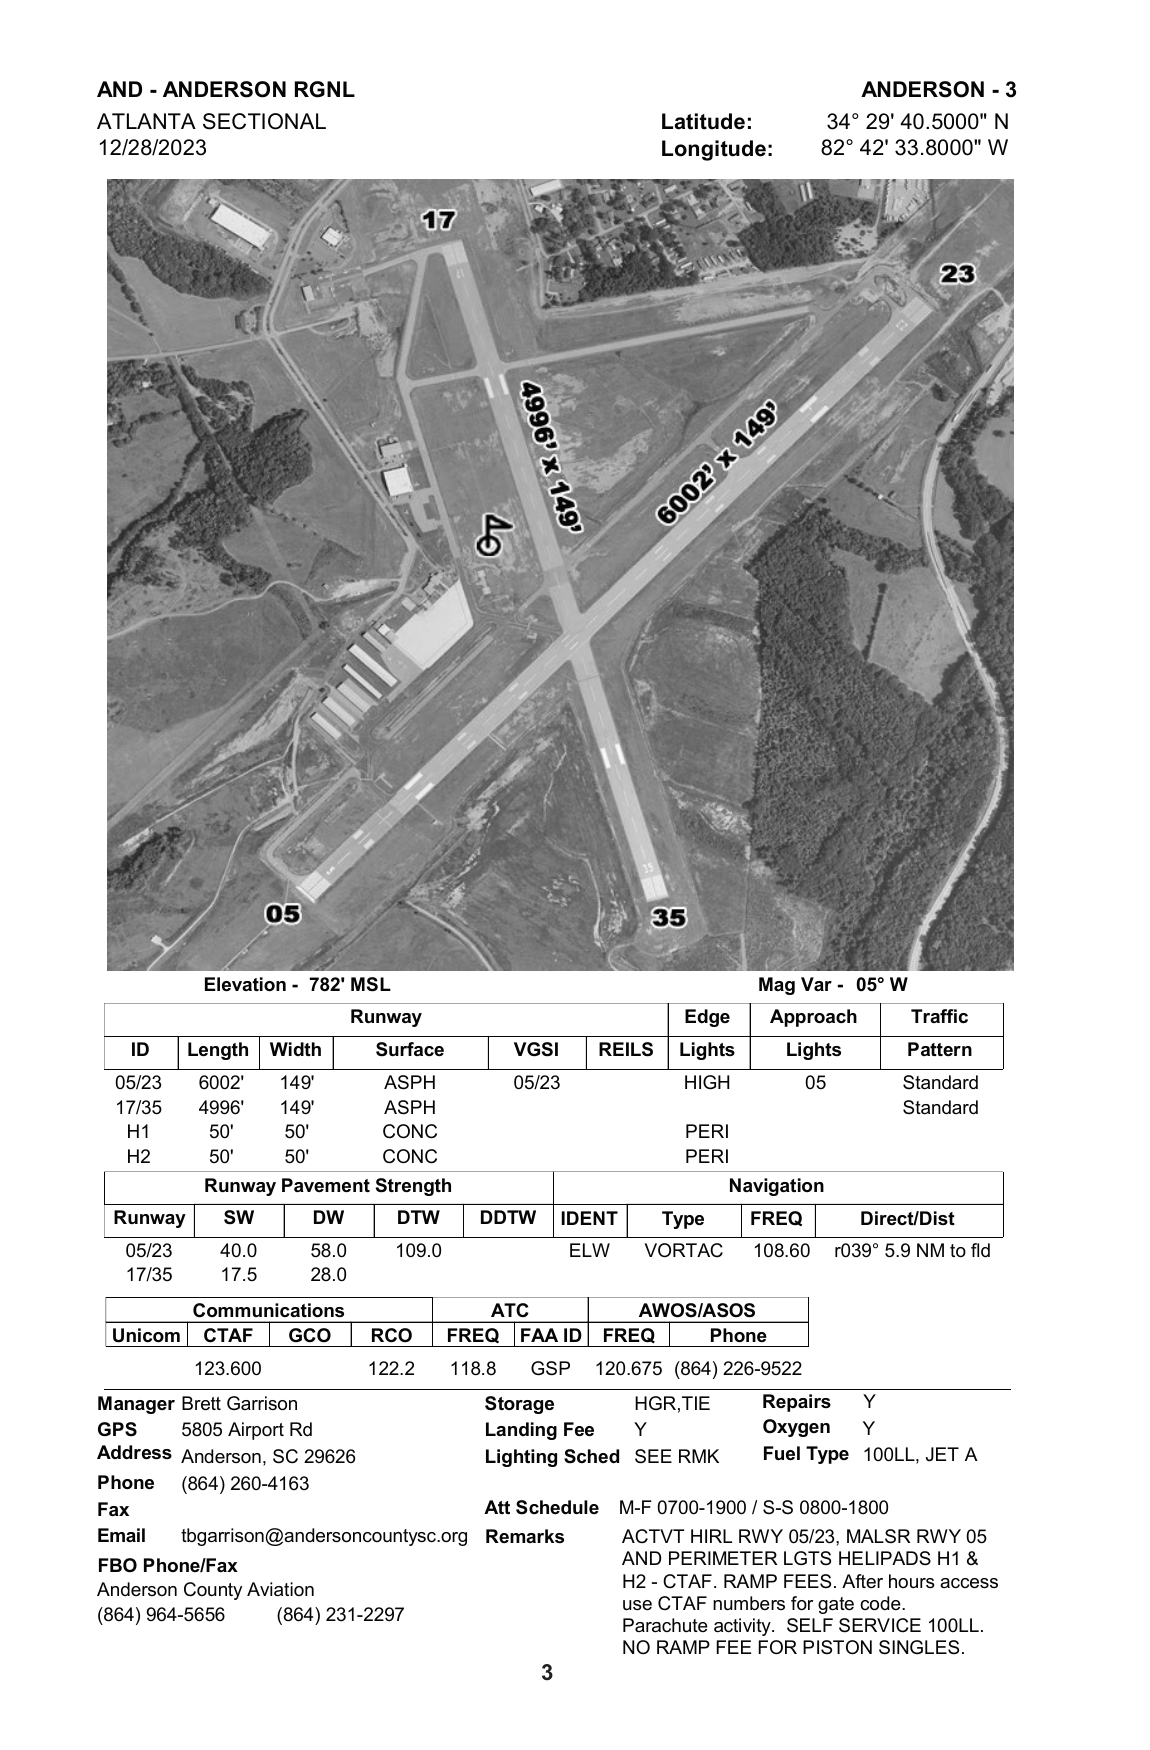 AND - ANDERSON RGNL ANDERSON - 3
ATLANTA SECTIONAL Latitude: 34° 29' 40.5000" N
12/28/2023 Longitude: 82° 42' 33.8000" W
17
23
4996' x 149'
6002' x 149'
05
35
Elevation - 782' MSL Mag Var - 05° W
Runway Edge Approach Traffic
ID Length Width Surface VGSI REILS Lights Lights Pattern
05/23 6002' 149' ASPH 05/23 HIGH 05 Standard
17/35 4996' 149' ASPH Standard
H1 50' 50' CONC PERI
H2 50' 50' CONC PERI
Runway Pavement Strength Navigation
Runway SW DW DTW DDTW IDENT Type FREQ Direct/Dist
05/23 40.0 58.0 109.0 ELW VORTAC 108.60 r039° 5.9 NM to fld
17/35 17.5 28.0
Communications ATC AWOS/ASOS
Unicom CTAF GCO RCO FREQ FAA ID FREQ Phone
123.600 122.2 118.8 GSP 120.675 (864) 226-9522
Manager Brett Garrison Storage HGR,TIE Repairs Y
GPS 5805 Airport Rd Landing Fee Y Oxygen Y
Address Anderson, SC 29626 Lighting Sched SEE RMK Fuel Type 100LL, JET A
Phone (864) 260-4163
Fax Att Schedule M-F 0700-1900 / S-S 0800-1800
Email tbgarrison@andersoncountysc.org Remarks ACTVT HIRL RWY 05/23, MALSR RWY 05
AND PERIMETER LGTS HELIPADS H1 &
FBO Phone/Fax H2 - CTAF. RAMP FEES. After hours access
Anderson County Aviation use CTAF numbers for gate code.
(864) 964-5656 (864) 231-2297 Parachute activity. SELF SERVICE 100LL.
NO RAMP FEE FOR PISTON SINGLES.
3